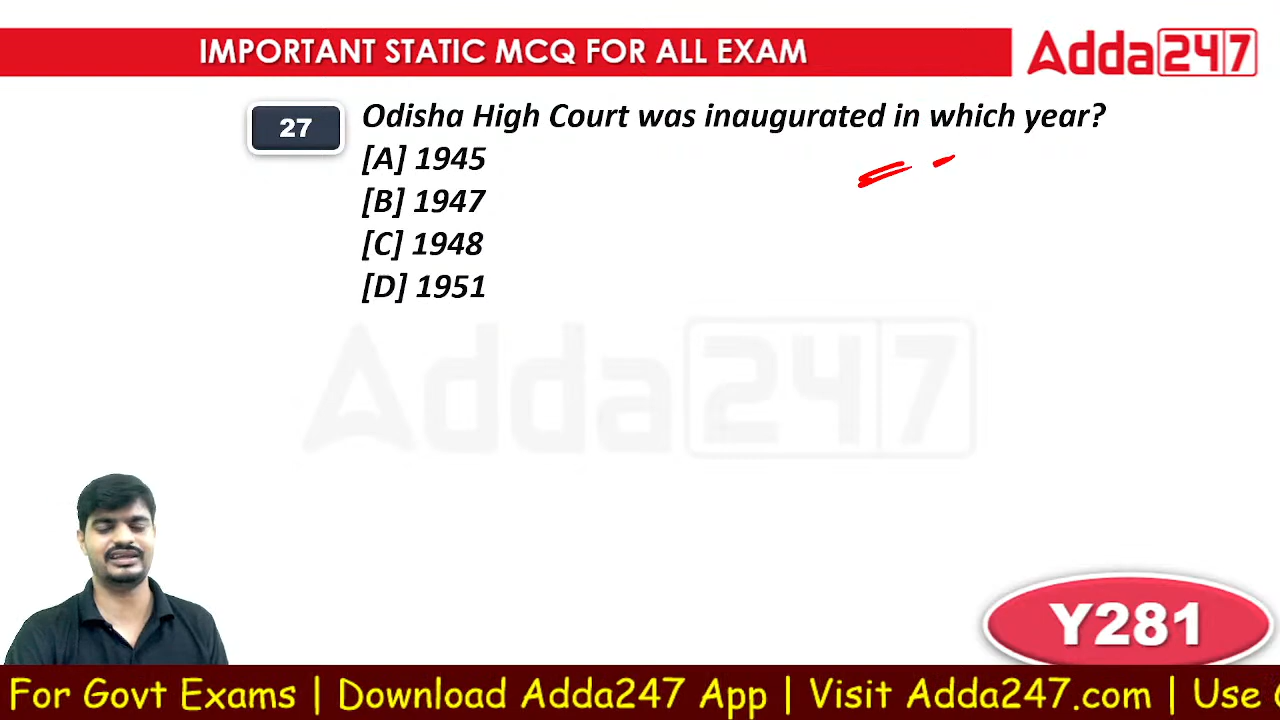 IMPORTANT STATIC MCQ FOR ALL EXAM
Adda247
27
Odisha High Court was inaugurated in which year?
[A] 1945
[B] 1947
[C] 1948
[D] 1951
Adda247
Y281
For Govt Exams | Download Adda247 App | Visit Adda247.com | Use